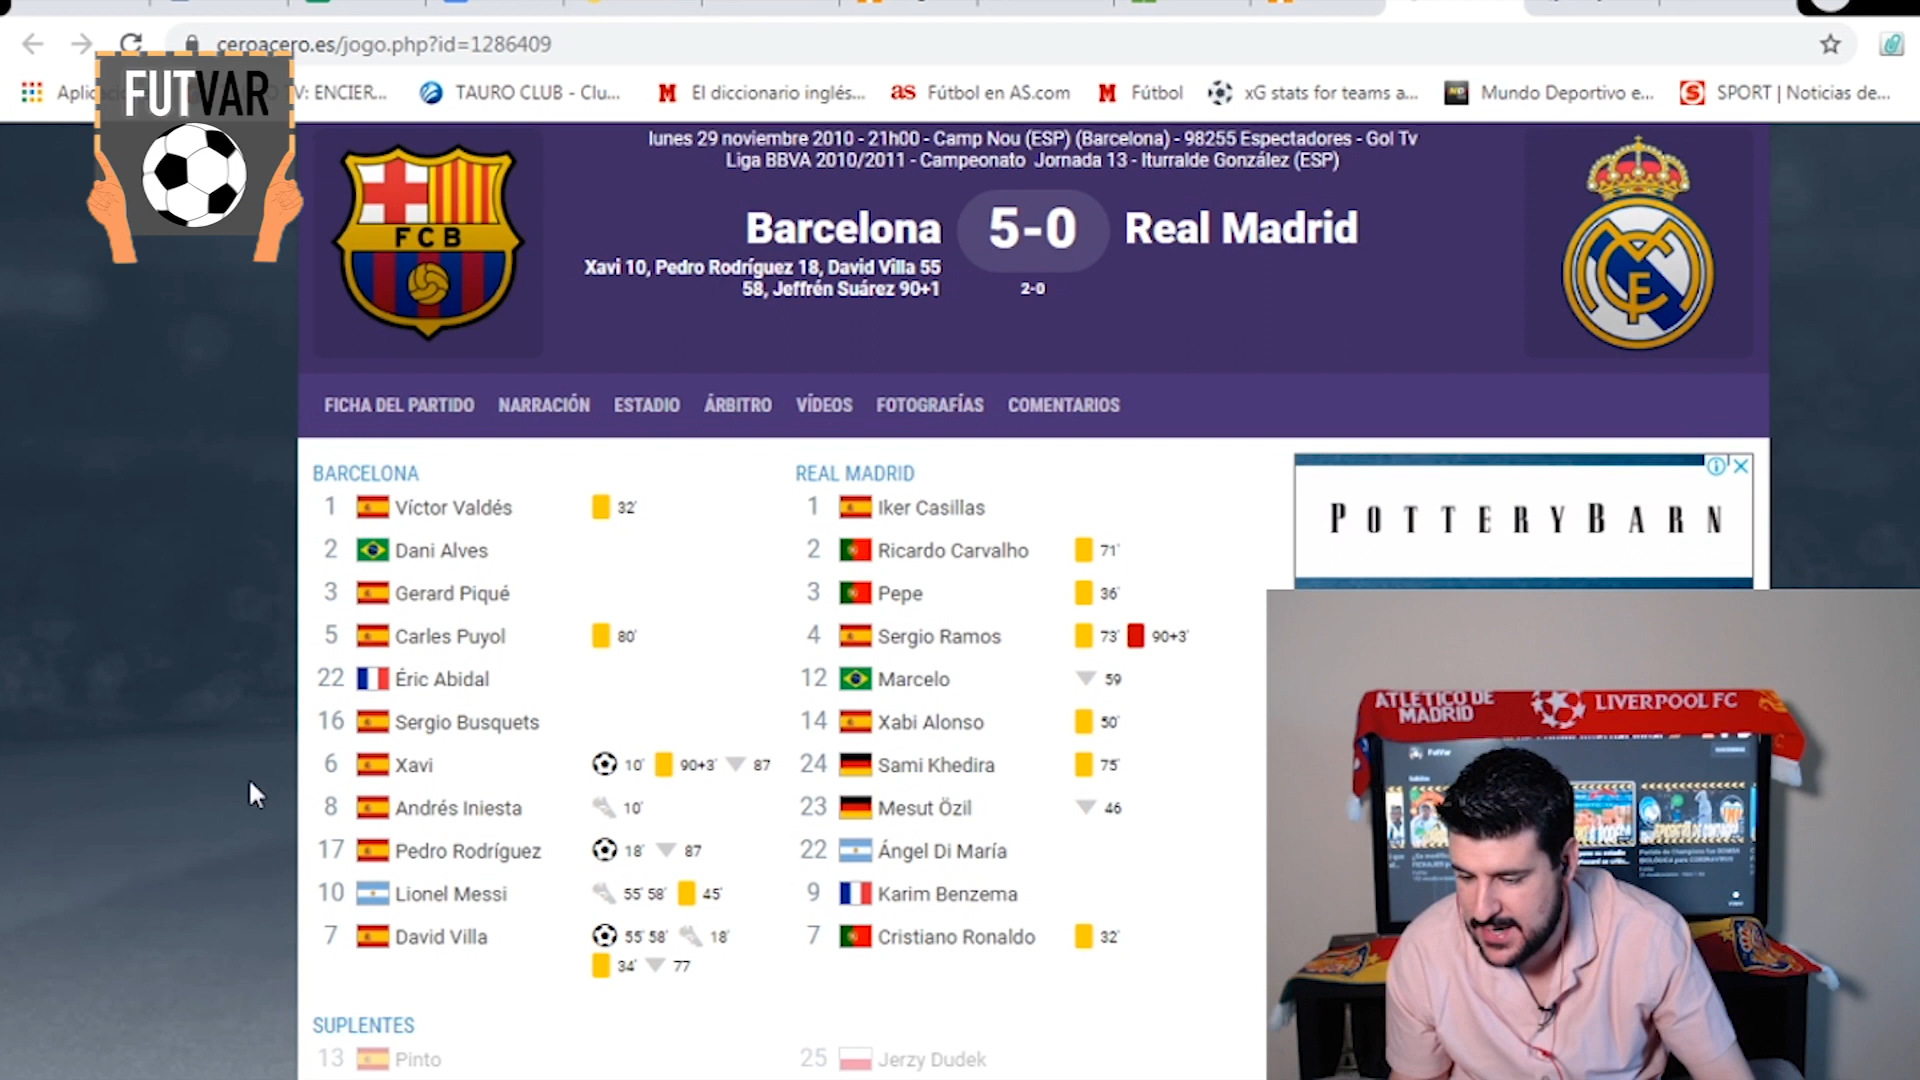 ceroacero.es/jogo.php?id=1286409
FUTVAR
TV: ENCIER...
TAURO CLUB - Clu...
El diccionario inglés...
as Fútbol en AS.com
Fútbol
xG stats for teams a...
Mundo Deportivo e...
SPORT | Noticias de...
lunes 29 noviembre 2010 - 21h00 - Camp Nou (ESP) (Barcelona) - 98255 Espectadores - Gol Tv
Liga BBVA 2010/2011 - Campeonato Jornada 13 - Iturralde González (ESP)
FCB
Barcelona 5-0 Real Madrid
Xavi 10, Pedro Rodríguez 18, David Villa 55
58, Jeffrén Suárez 90+1
2-0
FICHA DEL PARTIDO NARRACIÓN ESTADIO ÁRBITRO VÍDEOS FOTOGRAFÍAS COMENTARIOS
BARCELONA
1 Víctor Valdés 32'
2 Dani Alves
3 Gerard Piqué
5 Carles Puyol 80'
22 Éric Abidal
16 Sergio Busquets
6 Xavi 10' 90+3' 87
8 Andrés Iniesta 10'
17 Pedro Rodríguez 18' 87
10 Lionel Messi 55' 58' 45'
7 David Villa 55' 58' 18'
34' 77
SUPLENTES
13 Pinto
REAL MADRID
1 Iker Casillas
2 Ricardo Carvalho 71'
3 Pepe 36'
4 Sergio Ramos 73' 90+3'
12 Marcelo 59
14 Xabi Alonso 50'
24 Sami Khedira 75'
23 Mesut Özil 46
22 Ángel Di María
9 Karim Benzema
7 Cristiano Ronaldo 32'
25 Jerzy Dudek
POTTERYBARN
ATLÉTICO DE
MADRID
LIVERPOOL FC
FutVar